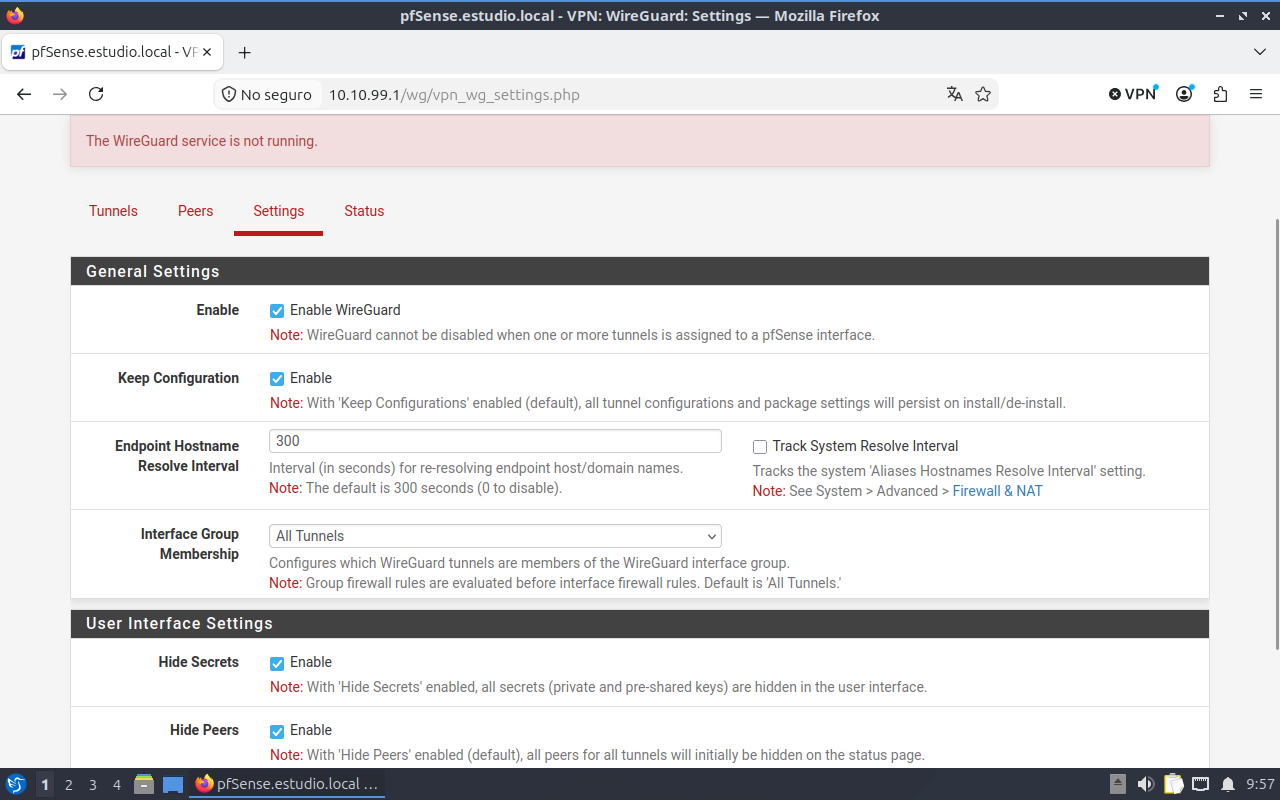 pfSense.estudio.local - VPN: WireGuard: Settings — Mozilla Firefox
pfSense.estudio.local - VP
No seguro
10.10.99.1/wg/vpn_wg_settings.php
VPN
The WireGuard service is not running.
Tunnels
Peers
Settings
Status
General Settings
Enable
Enable WireGuard
Note: WireGuard cannot be disabled when one or more tunnels is assigned to a pfSense interface.
Keep Configuration
Enable
Note: With 'Keep Configurations' enabled (default), all tunnel configurations and package settings will persist on install/de-install.
Endpoint Hostname
Resolve Interval
300
Interval (in seconds) for re-resolving endpoint host/domain names.
Note: The default is 300 seconds (0 to disable).
Track System Resolve Interval
Tracks the system 'Aliases Hostnames Resolve Interval' setting.
Note: See System > Advanced > Firewall & NAT
Interface Group
Membership
All Tunnels
Configures which WireGuard tunnels are members of the WireGuard interface group.
Note: Group firewall rules are evaluated before interface firewall rules. Default is 'All Tunnels.'
User Interface Settings
Hide Secrets
Enable
Note: With 'Hide Secrets' enabled, all secrets (private and pre-shared keys) are hidden in the user interface.
Hide Peers
Enable
Note: With 'Hide Peers' enabled (default), all peers for all tunnels will initially be hidden on the status page.
1 2 3 4
pfSense.estudio.local ...
9:57